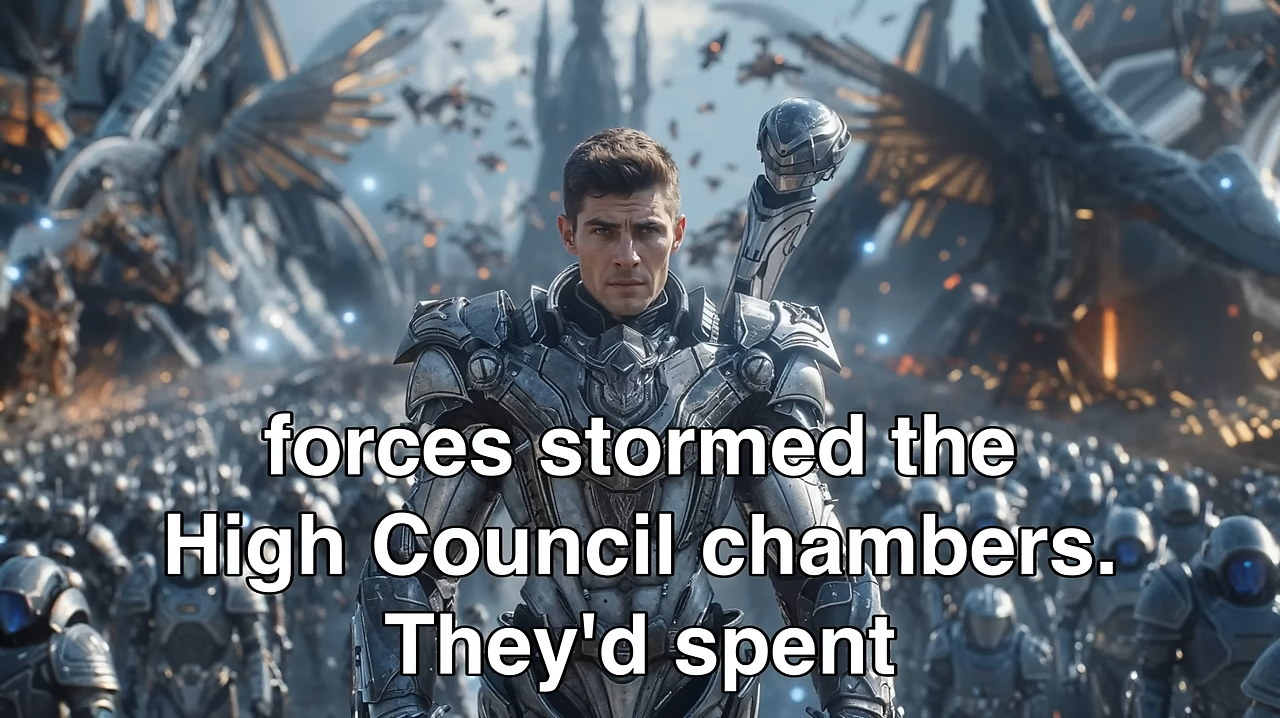 forces stormed the
High Council chambers.
They'd spent